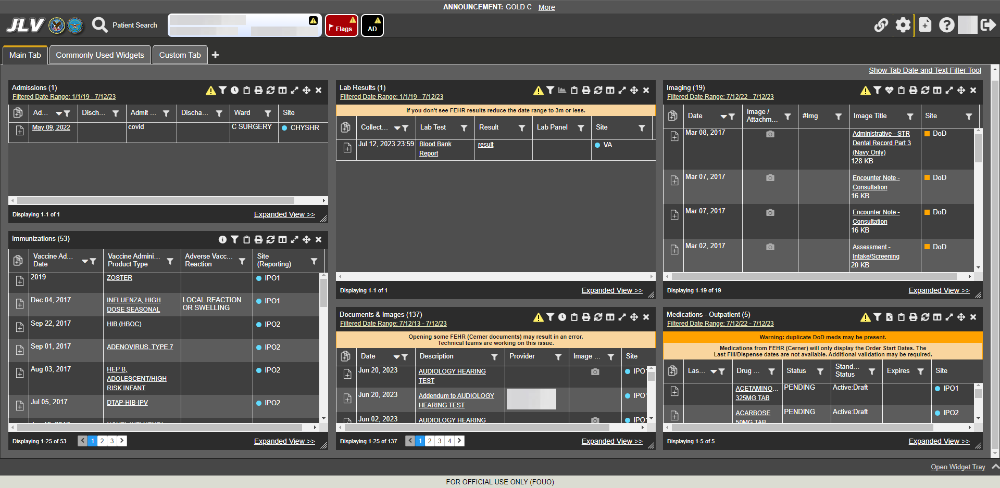 ANNOUNCEMENT: GOLD C More
JLV
Patient Search
Flags
AD
Main Tab
Commonly Used Widgets
Custom Tab
Show Tab Date and Text Filter Tool
Admissions (1)
Filtered Date Range: 1/1/19 - 7/12/23
Ad... Disch... Admit ... Discha... Ward Site
May 09, 2022 covid C SURGERY CHYSHR
Displaying 1-1 of 1
Expanded View >>
Immunizations (53)
Vaccine Ad... Date
Vaccine Admini... Product Type
Adverse Vacc... Reaction
Site (Reporting)
2019 ZOSTER IPO1
Dec 04, 2017 INFLUENZA, HIGH LOCAL REACTION IPO1
DOSE SEASONAL OR SWELLING
Sep 22, 2017 HIB (HBOC) IPO2
Sep 01, 2017 ADENOVIRUS, TYPE 7 IPO2
Aug 03, 2017 HEP B, IPO2
ADOLESCENT/HIGH
RISK INFANT
Jul 05, 2017 DTAP-HIB-IPV IPO2
Displaying 1-25 of 53 1 2 3
Expanded View >>
Lab Results (1)
Filtered Date Range: 1/1/19 - 7/12/23
If you don't see FEHR results reduce the date range to 3m or less.
Collect... Lab Test Result Lab Panel Site
Jul 12, 2023 23:59 Blood Bank result VA
Report
Displaying 1-1 of 1
Expanded View >>
Documents & Images (137)
Filtered Date Range: 7/12/13 - 7/12/23
Opening some FEHR (Cerner documents) may result in an error.
Technical teams are working on this issue.
Date Description Provider Image ... Site
Jun 20, 2023 AUDIOLOGY HEARING IPO1
TEST
Jun 20, 2023 Addendum to AUDIOLOGY IPO1
HEARING TEST
Jun 02, 2023 AUDIOLOGY HEARING IPO1
Displaying 1-25 of 137 1 2 3 4
Expanded View >>
Imaging (19)
Filtered Date Range: 7/12/22 - 7/12/23
Date Image / Attachm... #Img Image Title Site
Mar 08, 2017 Administrative - STR DoD
Dental Record Part 3
(Navy Only)
128 KB
Mar 07, 2017 Encounter Note - DoD
Consultation
16 KB
Mar 07, 2017 Encounter Note - DoD
Consultation
16 KB
Mar 02, 2017 Assessment - DoD
Intake/Screening
20 KB
Displaying 1-19 of 19
Expanded View >>
Medications - Outpatient (5)
Filtered Date Range: 7/12/22 - 7/12/23
Warning: duplicate DoD meds may be present.
Medications from FEHR (Cerner) will only display the Order Start Dates. The
Last Fill/Dispense dates are not available. Additional validation may be required.
Las... Drug ... Status Stand... Status Expires Site
ACETAMINO... PENDING Active:Draft IPO1
325MG TAB
ACARBOSE PENDING Active:Draft IPO2
50MG TAB
Displaying 1-5 of 5
Expanded View >>
Open Widget Tray
FOR OFFICIAL USE ONLY (FOUO)